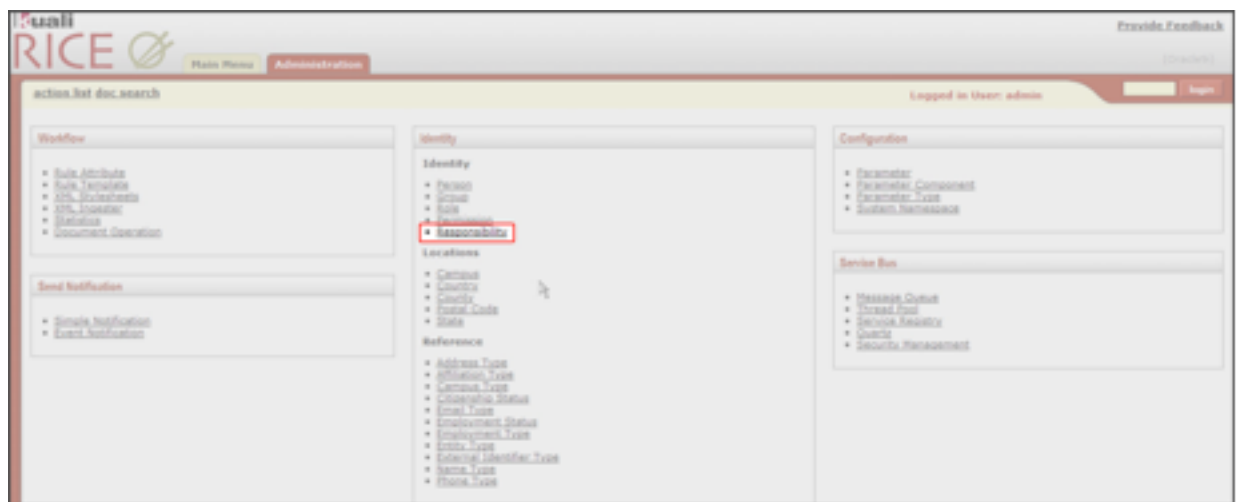 Kuali
RICE
Provide Feedback
Main Menu
Administration
action list doc search
Logged in User: admin
login
Workflow
Rule Attribute
Rule Template
XML Stylesheets
XML Ingester
Statistics
Document Operation
Send Notification
Simple Notification
Event Notification
Identity
Identity
Person
Group
Role
Permission
Responsibility
Locations
Campus
Country
County
Postal Code
State
Reference
Address Type
Affiliation Type
Campus Type
Citizenship Status
Email Type
Employment Status
Employment Type
Entity Type
External Identifier Type
Name Type
Phone Type
Configuration
Parameter
Parameter Component
Parameter Type
System Namespace
Service Bus
Message Queue
Thread Pool
Service Registry
Quartz
Security Management